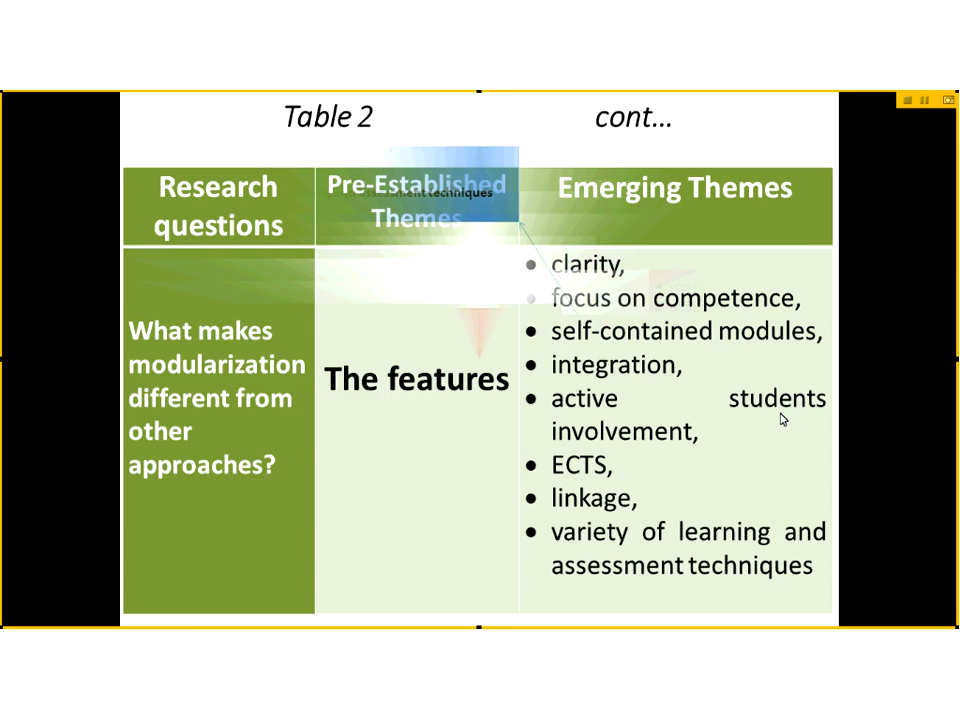 Table 2 cont...
Research questions
Pre-Established Themes
Emerging Themes
What makes
modularization
different from
other
approaches?
The features
• clarity,
• focus on competence,
• self-contained modules,
• integration,
• active students
involvement,
• ECTS,
• linkage,
• variety of learning and
assessment techniques